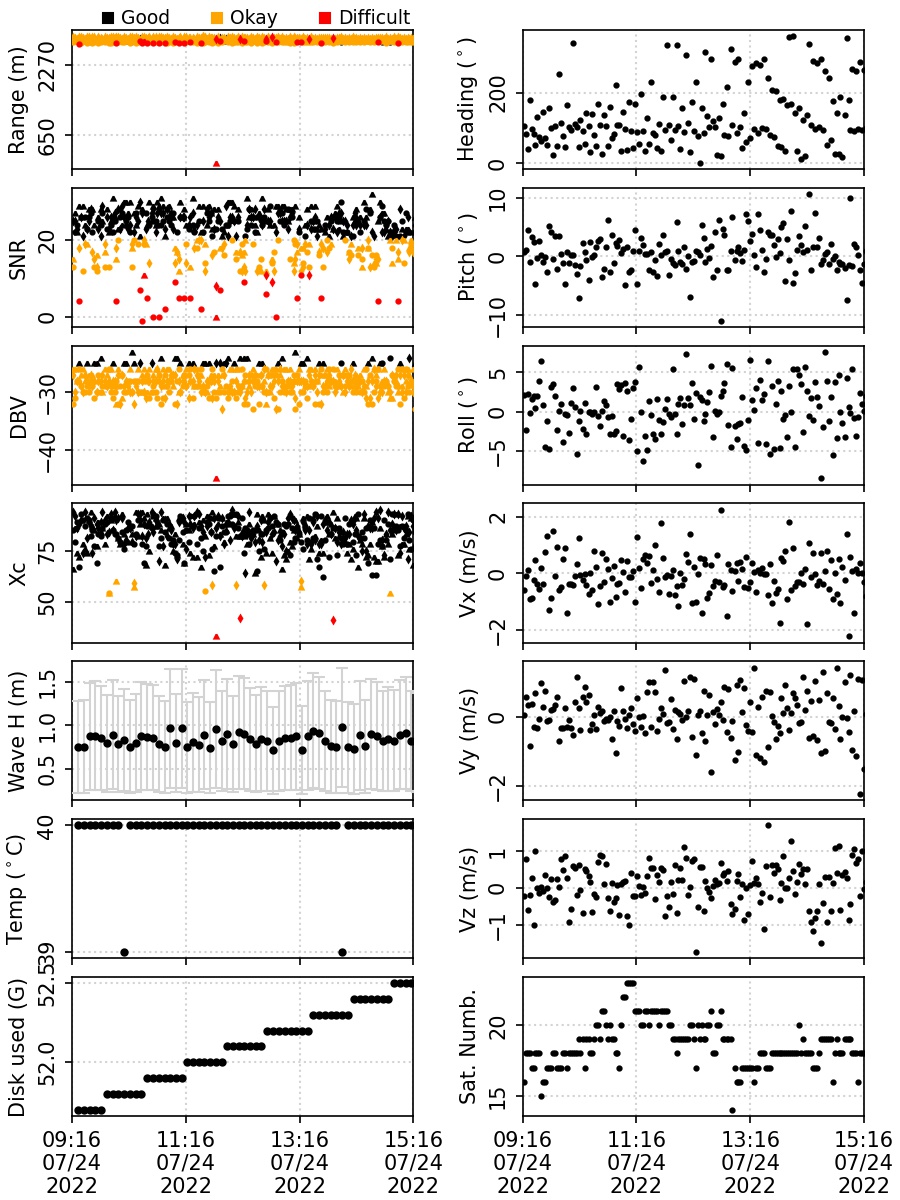 Good Okay Difficult
Range (m)
2270
650
Heading (°)
200
0
SNR
20
0
Pitch (°)
10
0
−10
DBV
−30
−40
Roll (°)
5
0
−5
Xc
75
50
Vx (m/s)
2
0
−2
Wave H (m)
1.5
1.0
0.5
Vy (m/s)
0
−2
Temp (°C)
40
39
Vz (m/s)
1
0
−1
Disk used (G)
52.5
52.0
Sat. Numb.
20
15
09:16 11:16 13:16 15:16 09:16 11:16 13:16 15:16
07/24 07/24 07/24 07/24 07/24 07/24 07/24 07/24
2022 2022 2022 2022 2022 2022 2022 2022